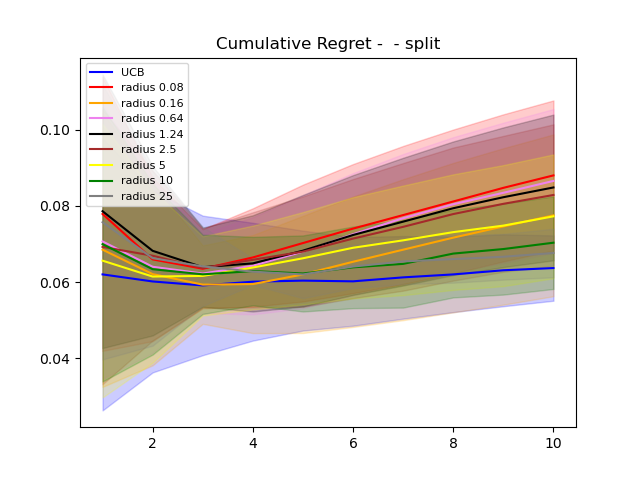 Cumulative Regret -  - split
UCB
radius 0.08
radius 0.16
radius 0.64
radius 1.24
radius 2.5
radius 5
radius 10
radius 25
0.10
0.08
0.06
0.04
2 4 6 8 10